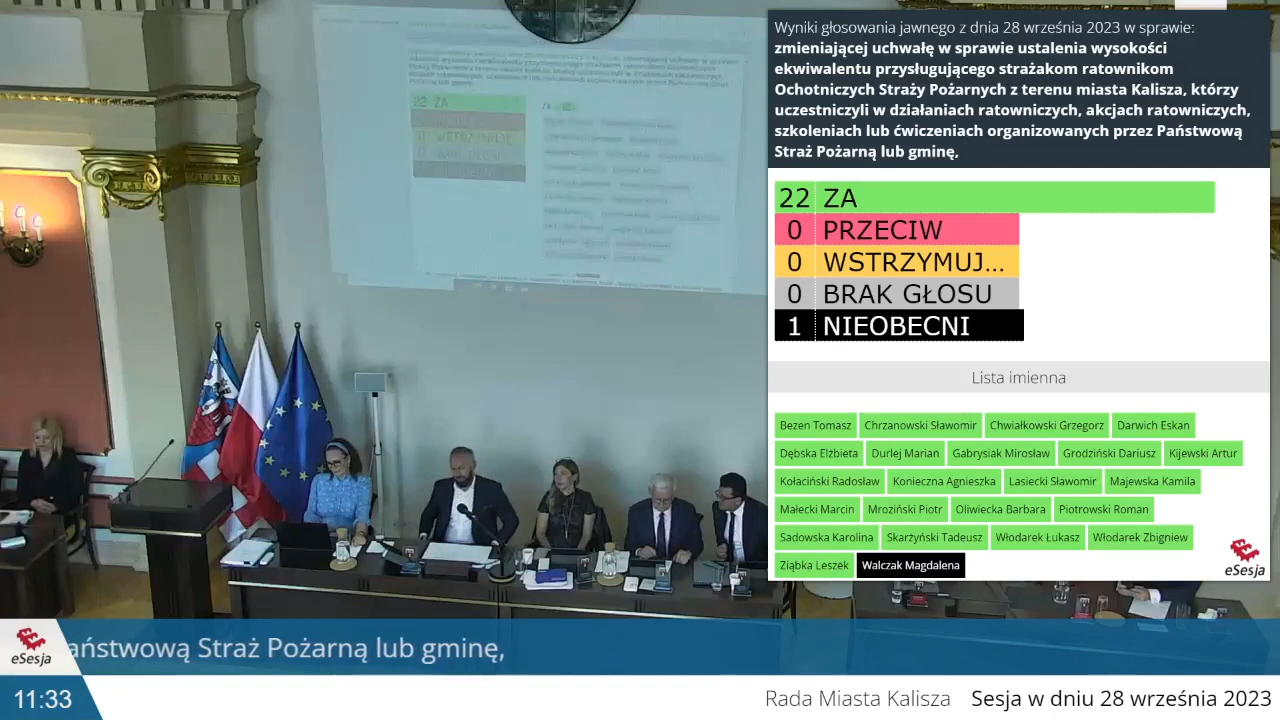 Wyniki głosowania jawnego z dnia 28 września 2023 w sprawie:
zmieniającej uchwałę w sprawie ustalenia wysokości
ekwiwalentu przysługującego strażakom ratownikom
Ochotniczych Straży Pożarnych z terenu miasta Kalisza, którzy
uczestniczyli w działaniach ratowniczych, akcjach ratowniczych,
szkoleniach lub ćwiczeniach organizowanych przez Państwową
Straż Pożarną lub gminę,
22 ZA
0 PRZECIW
0 WSTRZYMUJ...
0 BRAK GŁOSU
1 NIEOBECNI
Lista imienna
Bezen Tomasz Chrzanowski Sławomir Chwiałkowski Grzegorz Darwich Eskan
Dębska Elżbieta Durlej Marian Gabrysiak Mirosław Grodziński Dariusz Kijewski Artur
Kołaciński Radosław Konieczna Agnieszka Lasiecki Sławomir Majewska Kamila
Małecki Marcin Mroziński Piotr Oliwiecka Barbara Piotrowski Roman
Sadowska Karolina Skarżyński Tadeusz Włodarek Łukasz Włodarek Zbigniew
Ziąbka Leszek Walczak Magdalena
eSesja
22 ZA
eSesja
aństwową Straż Pożarną lub gminę,
11:33
Rada Miasta Kalisza Sesja w dniu 28 września 2023